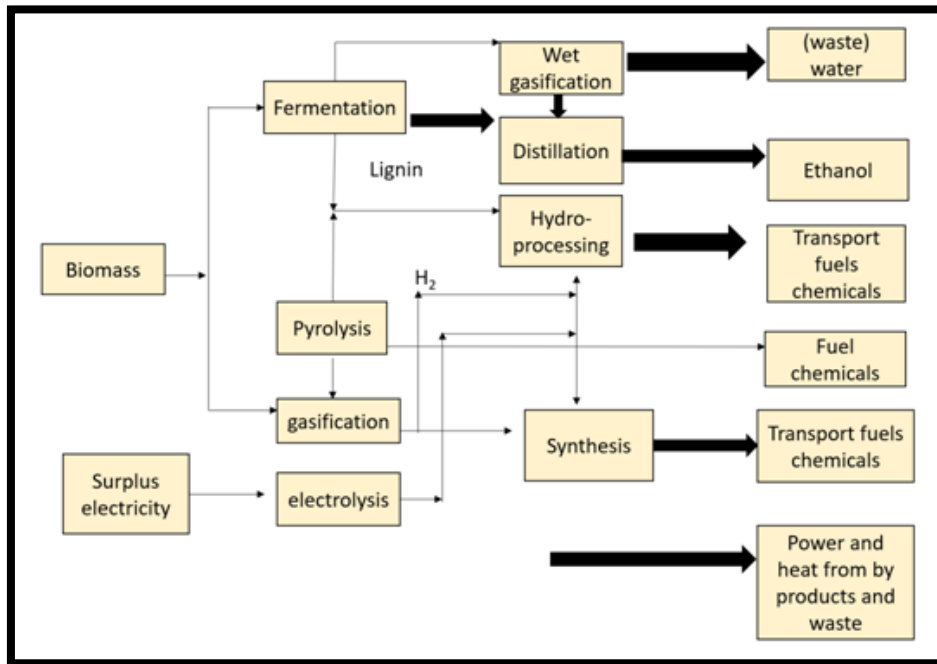 Wet
gasification
(waste)
water
Fermentation
Distillation
Ethanol
Lignin
Hydro-
processing
Transport
fuels
chemicals
Biomass
H2
Pyrolysis
Fuel
chemicals
gasification
Synthesis
Transport fuels
chemicals
Surplus
electricity
electrolysis
Power and
heat from by
products and
waste